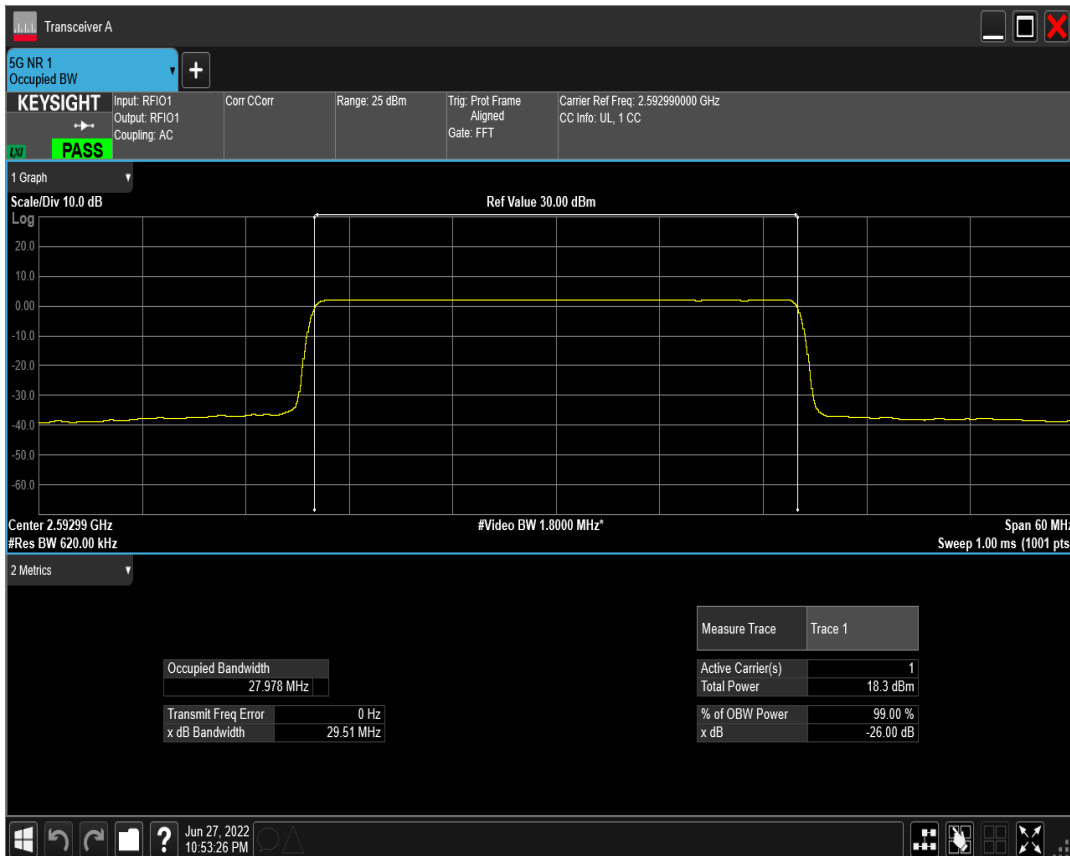 Transceiver A
5G NR 1
Occupied BW
+
KEYSIGHT
LXI
PASS
Input: RFIO1
Output: RFIO1
Coupling: AC
Corr CCorr
Range: 25 dBm
Trig: Prot Frame
Aligned
Gate: FFT
Carrier Ref Freq: 2.592990000 GHz
CC Info: UL, 1 CC
1 Graph
Scale/Div 10.0 dB
Ref Value 30.00 dBm
Log
20.0
10.0
0.00
-10.0
-20.0
-30.0
-40.0
-50.0
-60.0
Center 2.59299 GHz
#Video BW 1.8000 MHz*
Span 60 MHz
#Res BW 620.00 kHz
Sweep 1.00 ms (1001 pts
2 Metrics
Measure Trace Trace 1
Occupied Bandwidth
27.978 MHz
Active Carrier(s) 1
Total Power 18.3 dBm
Transmit Freq Error 0 Hz
x dB Bandwidth 29.51 MHz
% of OBW Power 99.00 %
x dB -26.00 dB
?
Jun 27, 2022
10:53:26 PM